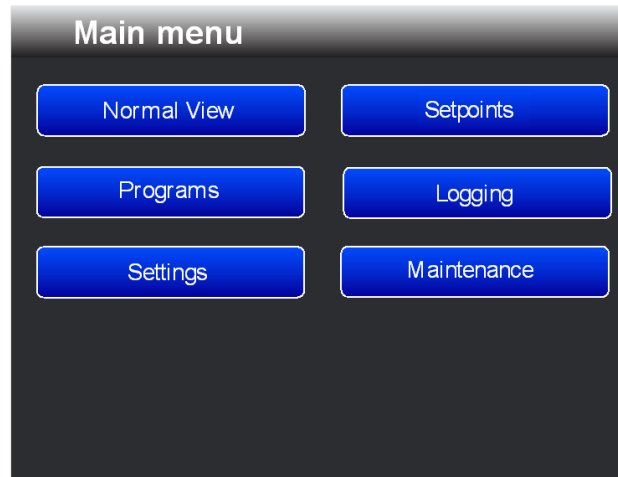 Main menu
Normal View
Setpoints
Programs
Logging
Settings
Maintenance